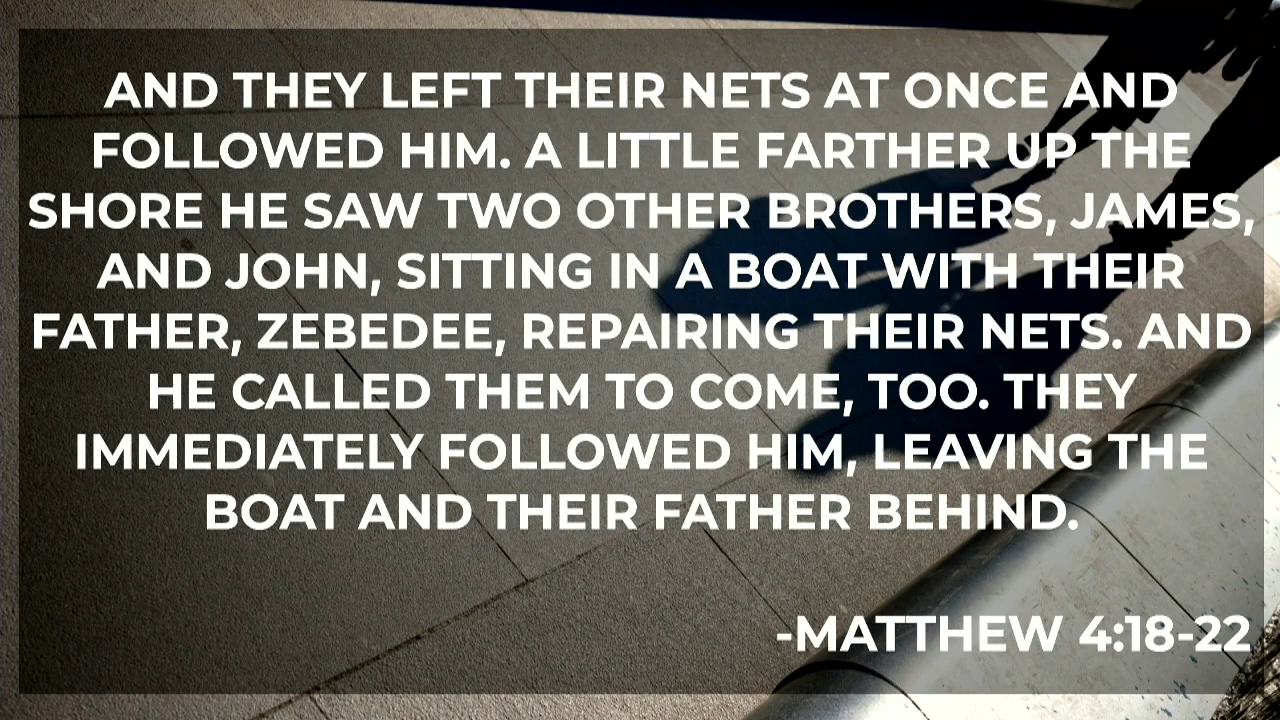 AND THEY LEFT THEIR NETS AT ONCE AND
FOLLOWED HIM. A LITTLE FARTHER UP THE
SHORE HE SAW TWO OTHER BROTHERS, JAMES,
AND JOHN, SITTING IN A BOAT WITH THEIR
FATHER, ZEBEDEE, REPAIRING THEIR NETS. AND
HE CALLED THEM TO COME, TOO. THEY
IMMEDIATELY FOLLOWED HIM, LEAVING THE
BOAT AND THEIR FATHER BEHIND.
-MATTHEW 4:18-22